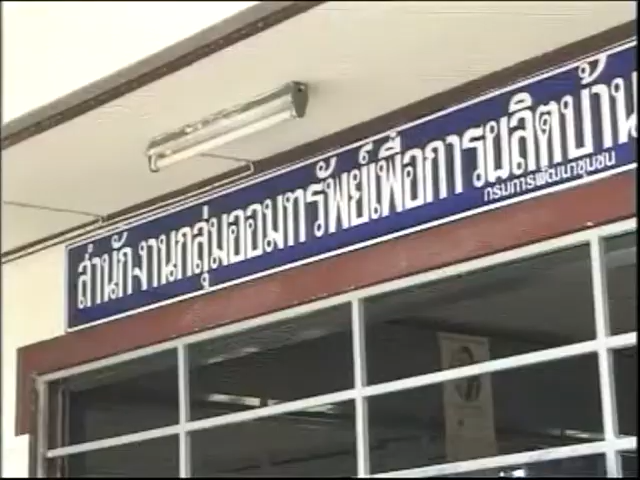 สำนักงานกลุ่มออมทรัพย์เพื่อการผลิตบ้าน
กรมการพัฒนาชุมชน